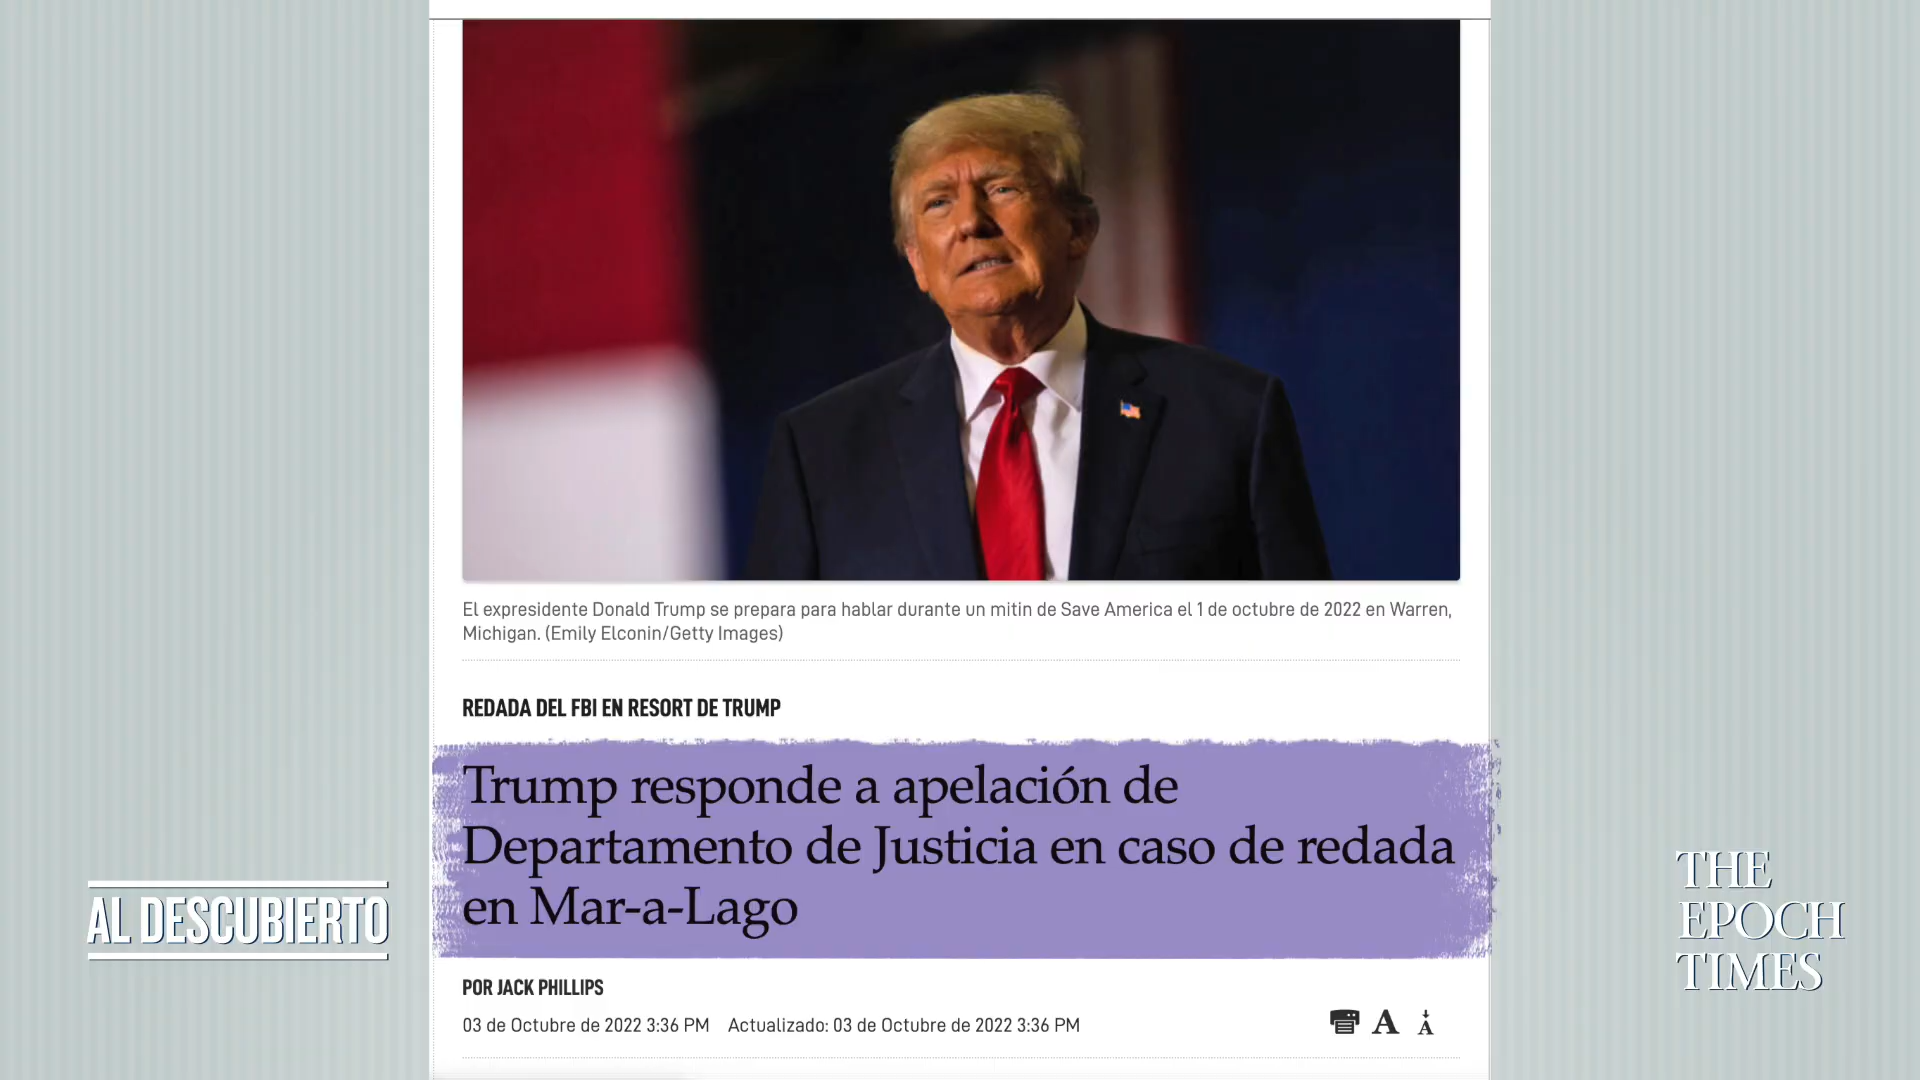 El expresidente Donald Trump se prepara para hablar durante un mitin de Save America el 1 de octubre de 2022 en Warren,
Michigan. (Emily Elconin/Getty Images)
REDADA DEL FBI EN RESORT DE TRUMP
Trump responde a apelación de
Departamento de Justicia en caso de redada
en Mar-a-Lago
POR JACK PHILLIPS
03 de Octubre de 2022 3:36 PM Actualizado: 03 de Octubre de 2022 3:36 PM
A A
AL DESCUBIERTO
THE
EPOCH
TIMES